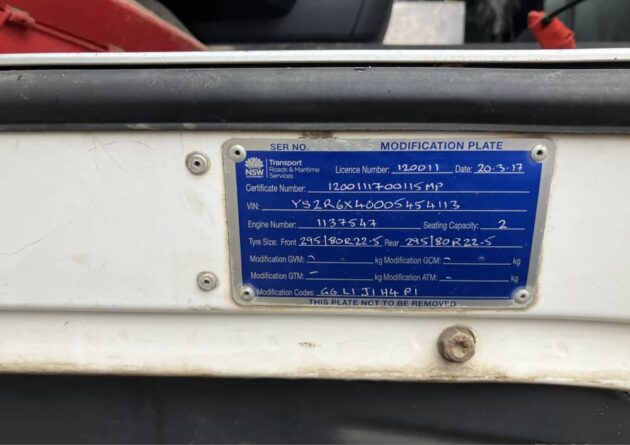 SER NO. MODIFICATION PLATE
NSW Transport Roads & Maritime Services Licence Number: 120011 Date: 20.3.17
Certificate Number: 1200111700115MP
VIN: YS2R6X40005454113
Engine Number: 1137547 Seating Capacity: 2
Tyre Size: Front 295/80R22.5 Rear 295/80R22.5
Modification GVM: - kg Modification GCM: - kg
Modification GTM: - kg Modification ATM: - kg
Modification Codes: GG L1 J1 H4 P1
THIS PLATE NOT TO BE REMOVED